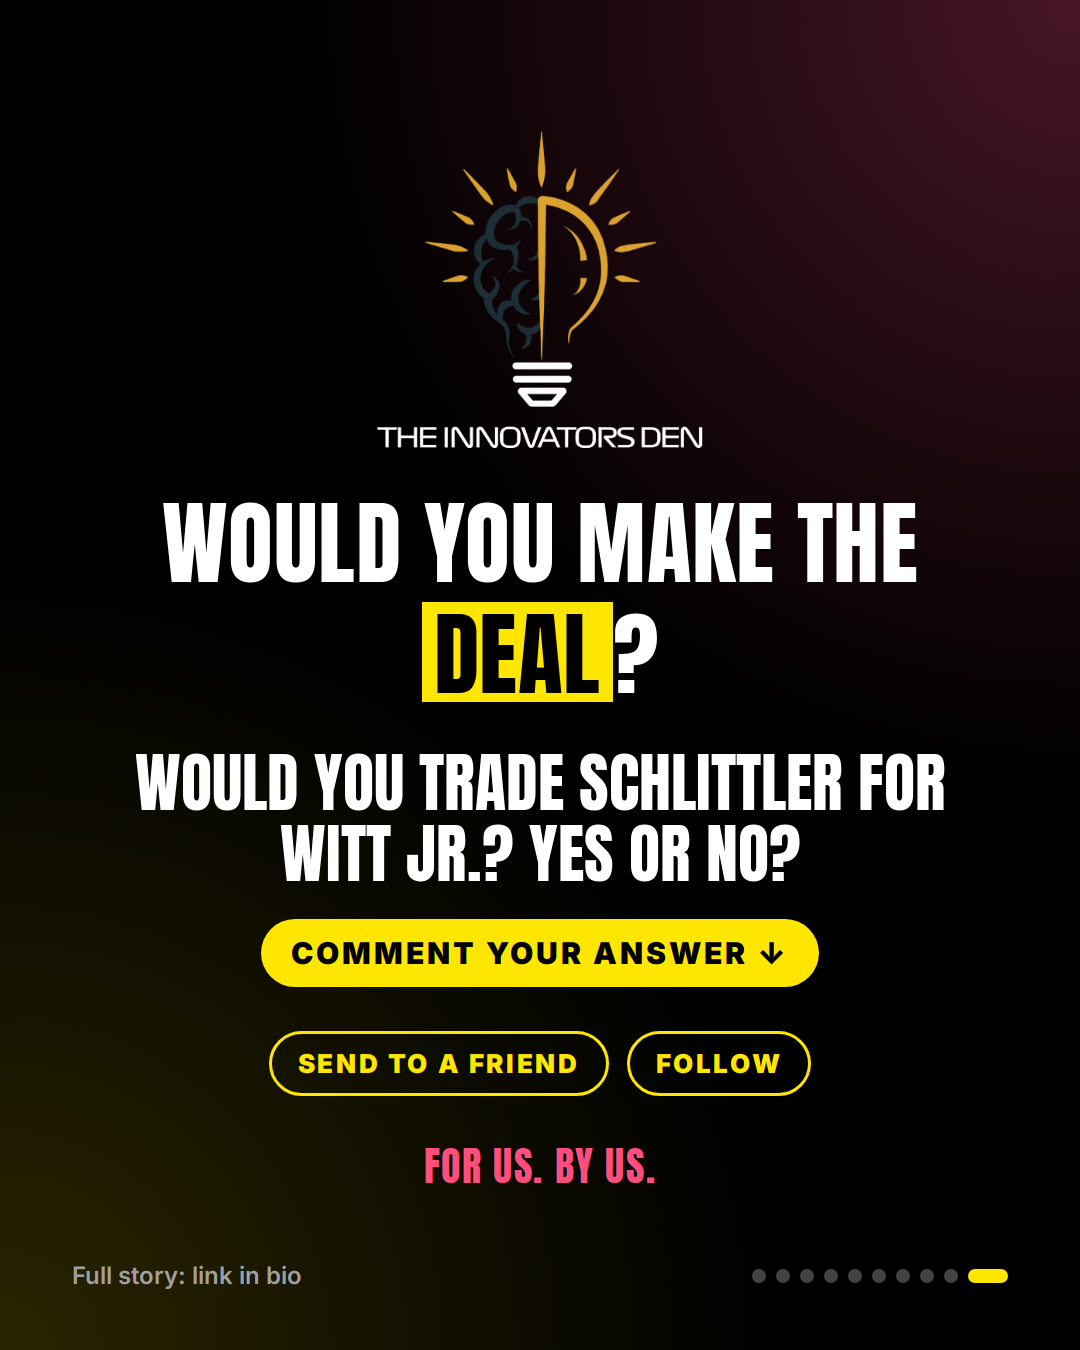 THE INNOVATORS DEN
WOULD YOU MAKE THE
DEAL?
WOULD YOU TRADE SCHLITTLER FOR
WITT JR.? YES OR NO?
COMMENT YOUR ANSWER ↓
SEND TO A FRIEND
FOLLOW
FOR US. BY US.
Full story: link in bio